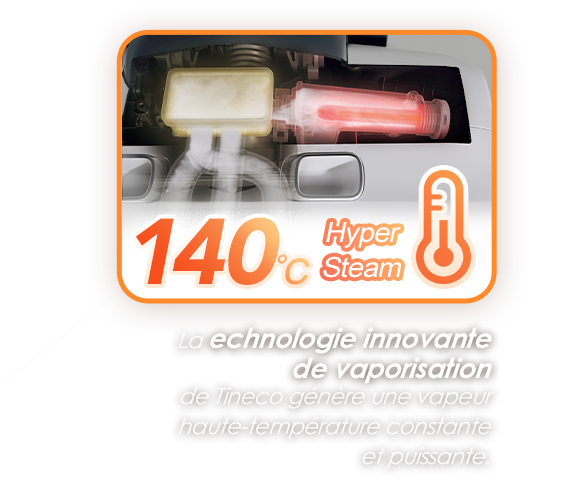 140°C
Hyper
Steam
La echnologie innovante
de vaporisation
de Tineco génère une vapeur
haute-température constante
et puissante.